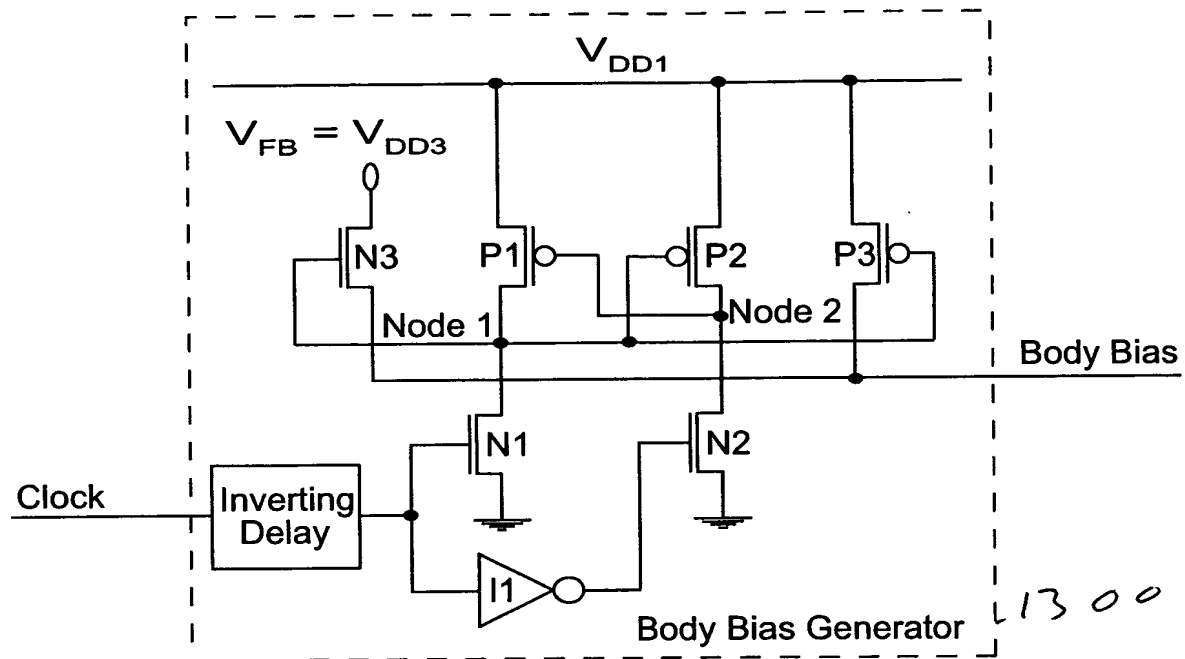 V_DD1
V_FB = V_DD3
N3
P1
P2
P3
Node 1
Node 2
Body Bias
N1
N2
Clock
Inverting
Delay
I1
Body Bias Generator
1300